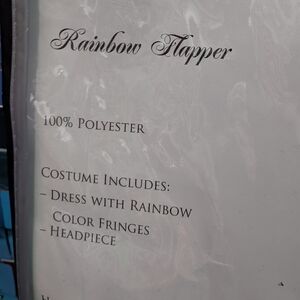 Rainbow Flapper
100% POLYESTER
COSTUME INCLUDES:
– DRESS WITH RAINBOW
COLOR FRINGES
– HEADPIECE